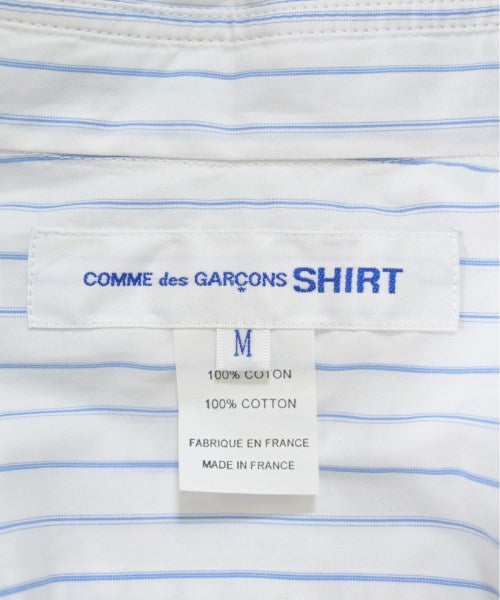 COMME des GARÇONS SHIRT
M
100% COTON
100% COTTON
FABRIQUE EN FRANCE
MADE IN FRANCE